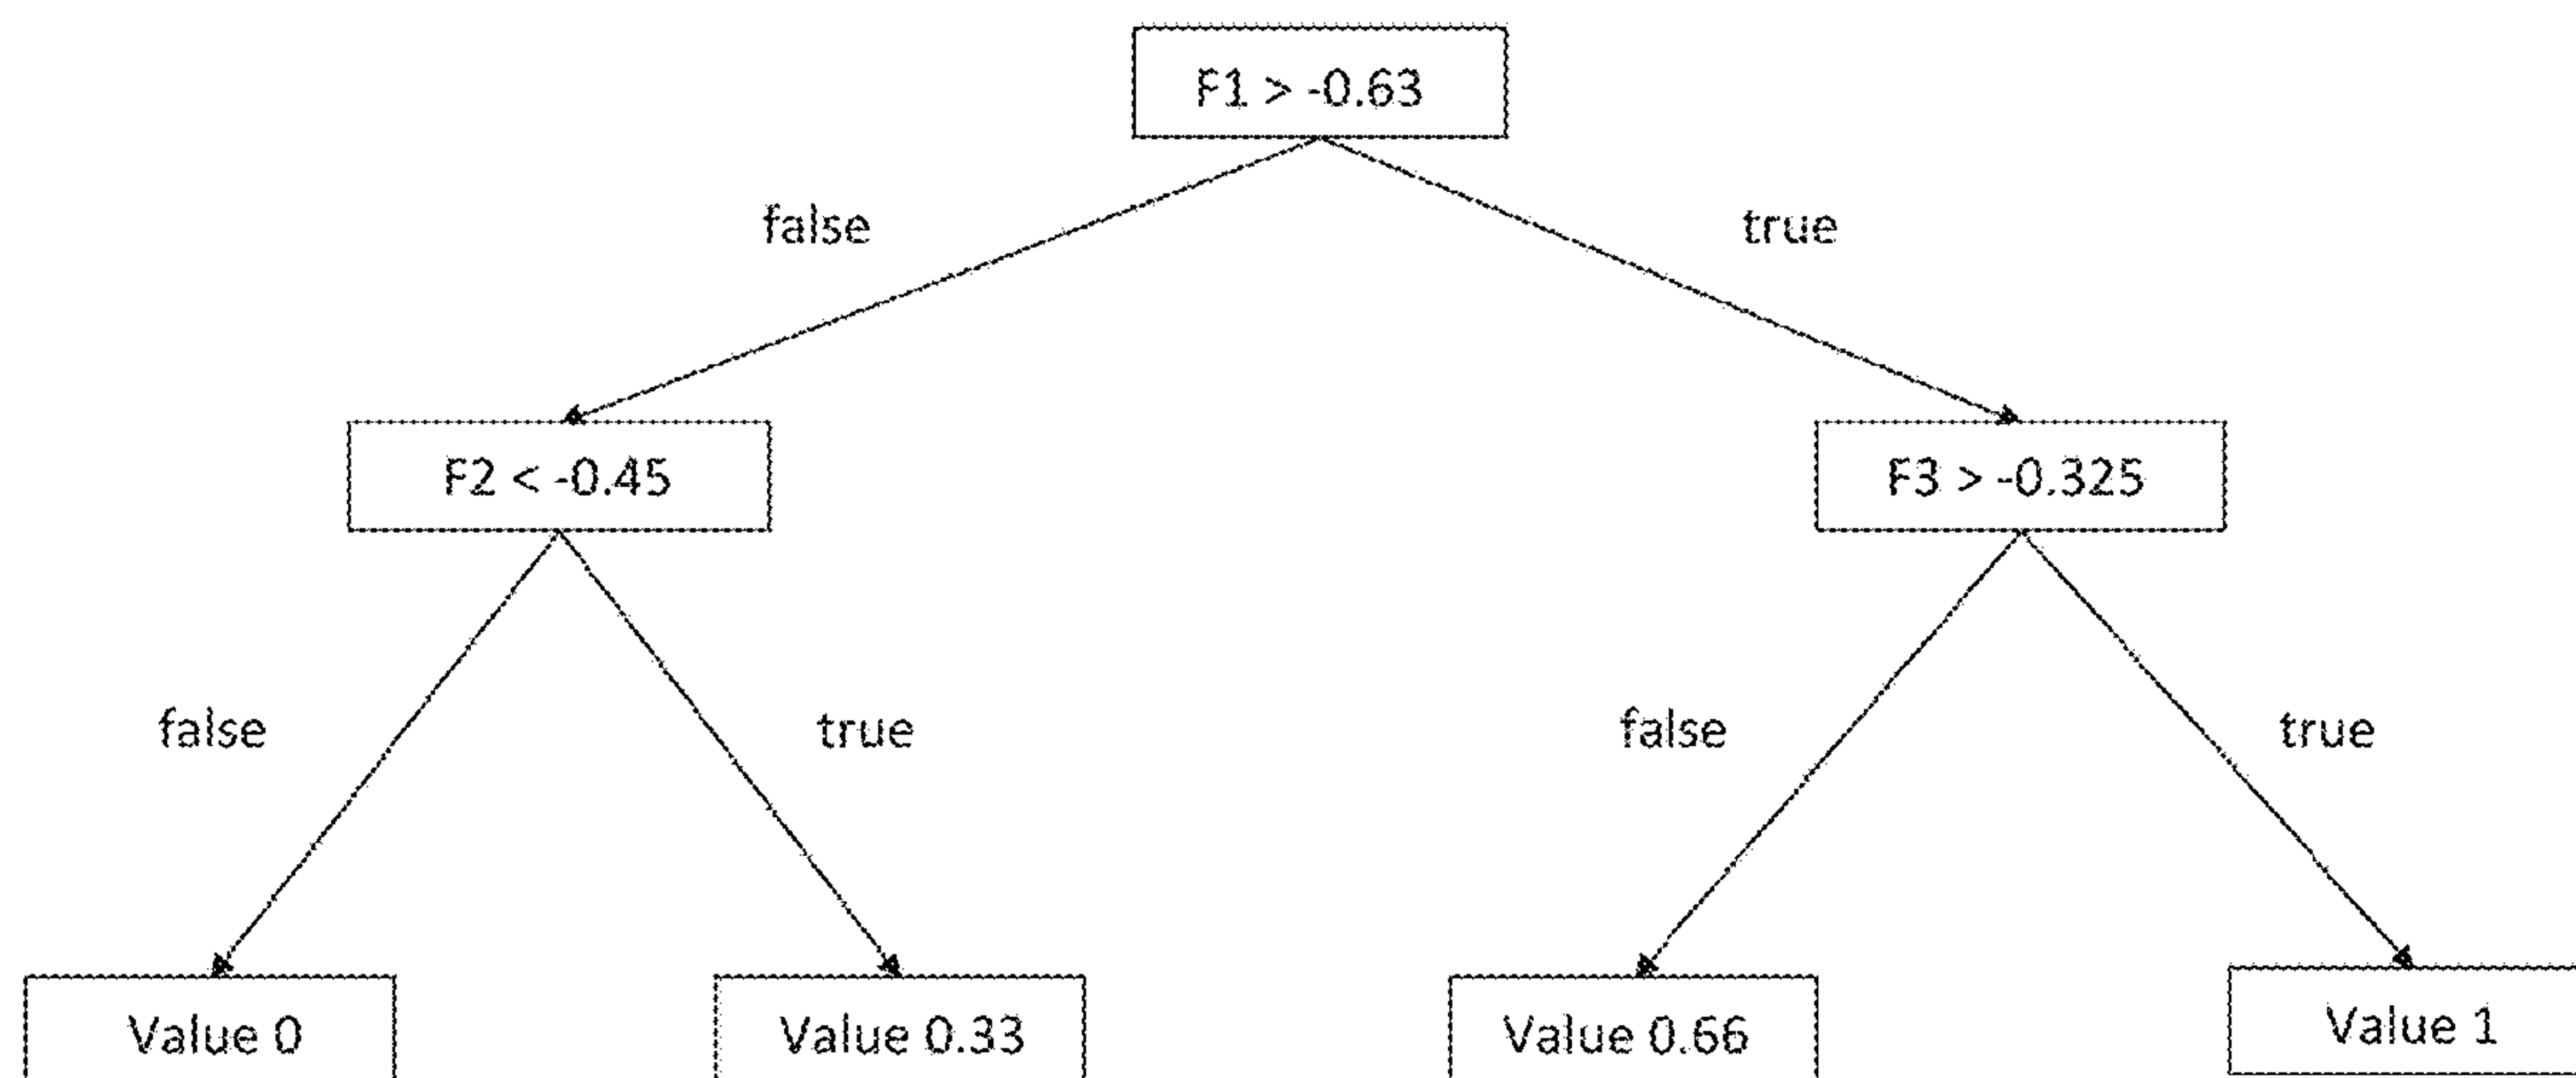 F1 > -0.63
false
true
F2 < -0.45
F3 > -0.325
false
true
false
true
Value 0
Value 0.33
Value 0.66
Value 1